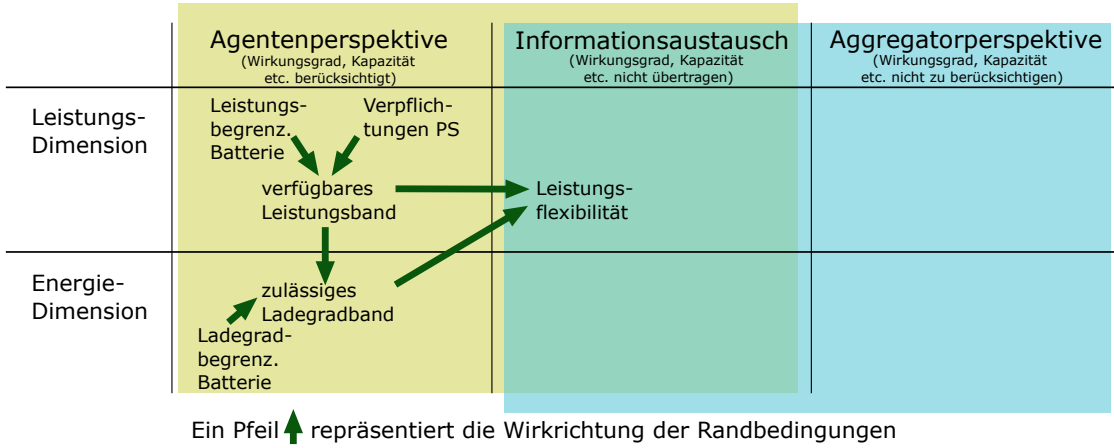 Agentenperspektive
(Wirkungsgrad, Kapazität
etc. berücksichtigt)
Informationsaustausch
(Wirkungsgrad, Kapazität
etc. nicht übertragen)
Aggregatorperspektive
(Wirkungsgrad, Kapazität
etc. nicht zu berücksichtigen)
Leistungs-
Dimension
Leistungs-
begrenz.
Batterie
Verpflich-
tungen PS
verfügbares
Leistungsband
Leistungs-
flexibilität
Energie-
Dimension
zulässiges
Ladegradband
Ladegrad-
begrenz.
Batterie
Ein Pfeil repräsentiert die Wirkrichtung der Randbedingungen